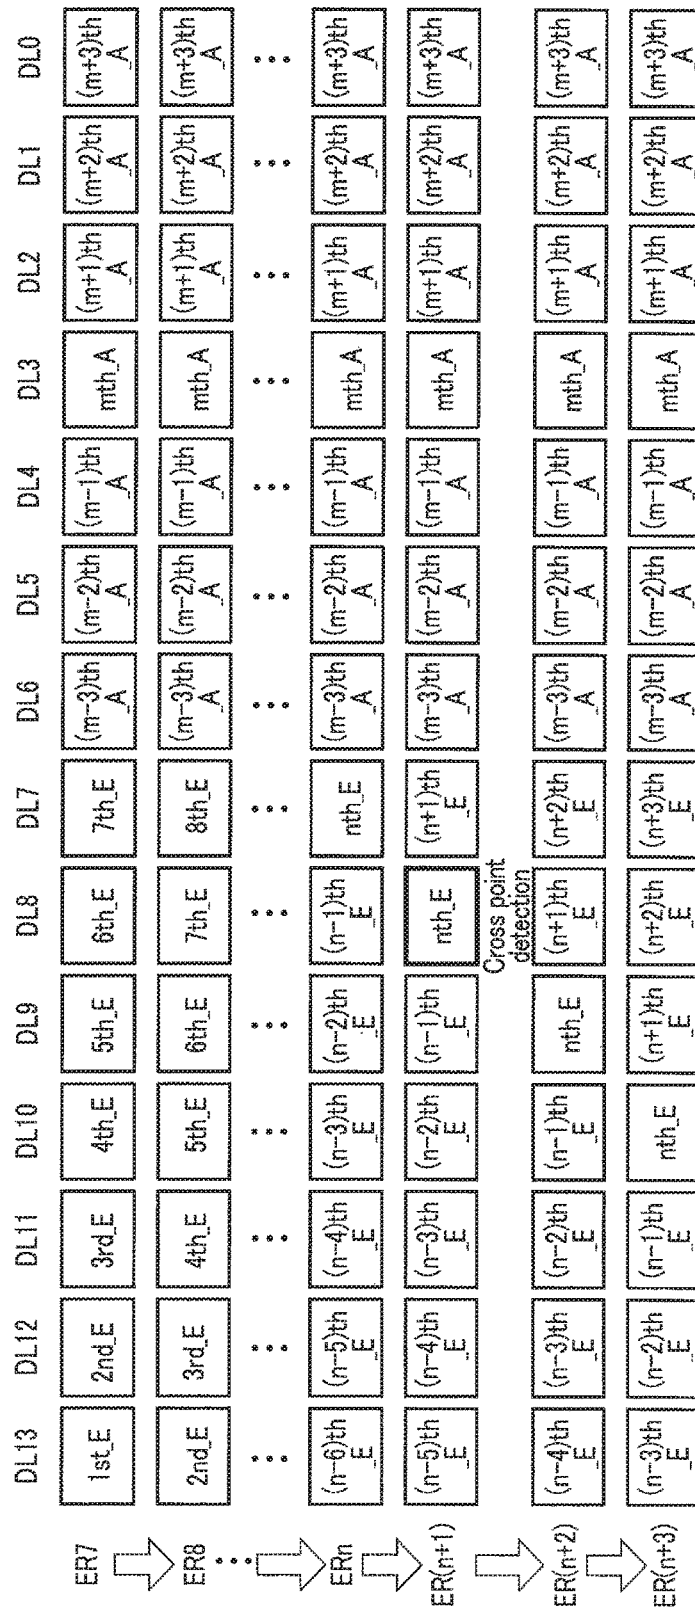 DL13 DL12 DL11 DL10 DL9 DL8 DL7 DL6 DL5 DL4 DL3 DL2 DL1 DL0
ER7 1st_E 2nd_E 3rd_E 4th_E 5th_E 6th_E 7th_E (m-3)th_A (m-2)th_A (m-1)th_A mth_A (m+1)th_A (m+2)th_A (m+3)th_A
ER8 2nd_E 3rd_E 4th_E 5th_E 6th_E 7th_E 8th_E (m-3)th_A (m-2)th_A (m-1)th_A mth_A (m+1)th_A (m+2)th_A (m+3)th_A
ERn (n-6)th_E (n-5)th_E (n-4)th_E (n-3)th_E (n-2)th_E (n-1)th_E nth_E (m-3)th_A (m-2)th_A (m-1)th_A mth_A (m+1)th_A (m+2)th_A (m+3)th_A
ER(n+1) (n-5)th_E (n-4)th_E (n-3)th_E (n-2)th_E (n-1)th_E nth_E (n+1)th_E (m-3)th_A (m-2)th_A (m-1)th_A mth_A (m+1)th_A (m+2)th_A (m+3)th_A
Cross point
detection
ER(n+2) (n-4)th_E (n-3)th_E (n-2)th_E (n-1)th_E nth_E (n+1)th_E (n+2)th_E (m-3)th_A (m-2)th_A (m-1)th_A mth_A (m+1)th_A (m+2)th_A (m+3)th_A
ER(n+3) (n-3)th_E (n-2)th_E (n-1)th_E nth_E (n+1)th_E (n+2)th_E (n+3)th_E (m-3)th_A (m-2)th_A (m-1)th_A mth_A (m+1)th_A (m+2)th_A (m+3)th_A